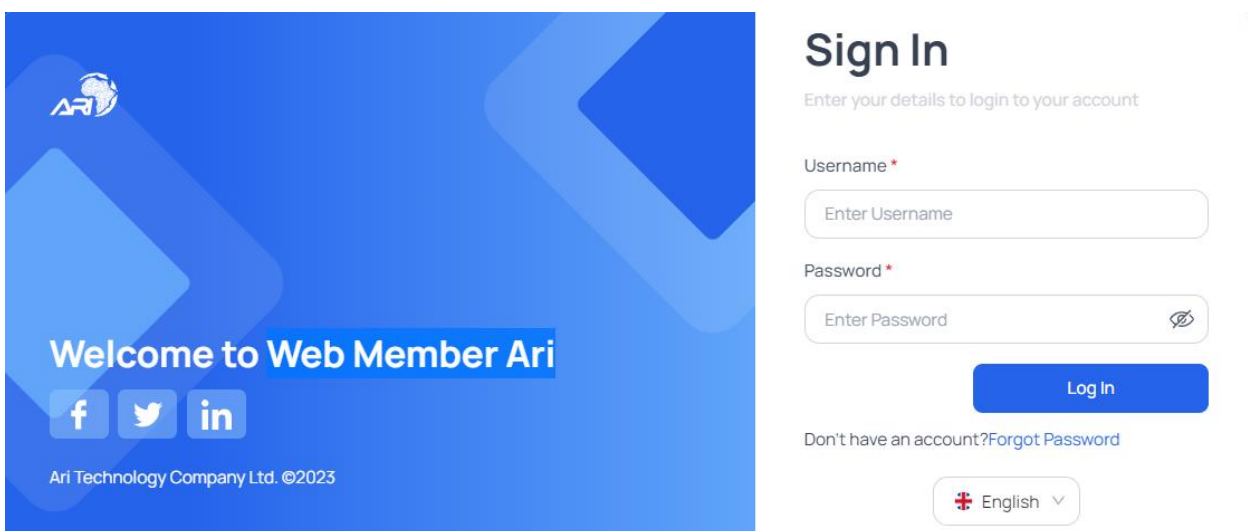 ARI
Welcome to Web Member Ari
f in
Ari Technology Company Ltd. ©2023
Sign In
Enter your details to login to your account
Username *
Enter Username
Password *
Enter Password
Log In
Don't have an account?Forgot Password
English